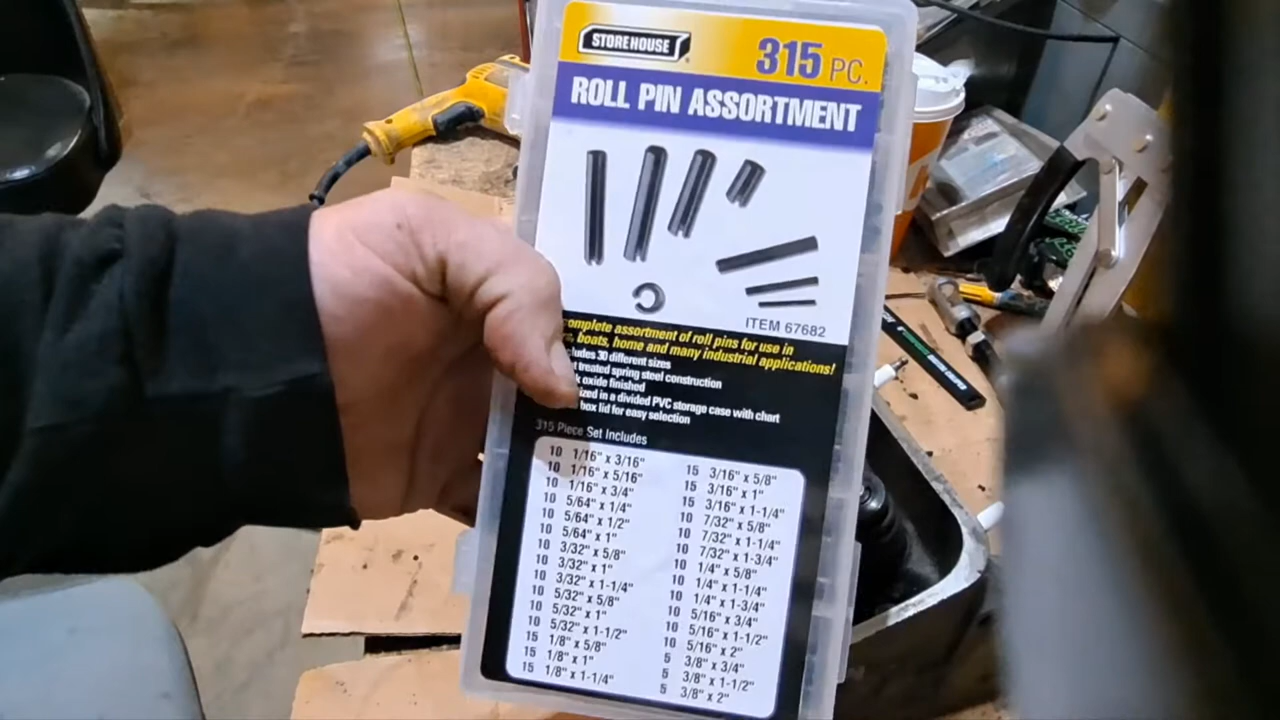 STOREHOUSE
315 PC.
ROLL PIN ASSORTMENT
ITEM 67682
omplete assortment of roll pins for use in
boats, home and many industrial applications!
cludes 30 different sizes
t treated spring steel construction
k oxide finished
ized in a divided PVC storage case with chart
box lid for easy selection
315 Piece Set Includes
10 1/16" x 3/16"
10 1/16" x 5/16"
10 1/16" x 3/4"
10 5/64" x 1/4"
10 5/64" x 1/2"
10 5/64" x 1"
10 3/32" x 5/8"
10 3/32" x 1"
10 3/32" x 1-1/4"
10 5/32" x 5/8"
10 5/32" x 1"
10 5/32" x 1-1/2"
15 1/8" x 5/8"
15 1/8" x 1"
15 1/8" x 1-1/4"
15 3/16" x 5/8"
15 3/16" x 1"
15 3/16" x 1-1/4"
10 7/32" x 5/8"
10 7/32" x 1-1/4"
10 7/32" x 1-3/4"
10 1/4" x 5/8"
10 1/4" x 1-1/4"
10 1/4" x 1-3/4"
10 5/16" x 3/4"
10 5/16" x 1-1/2"
10 5/16" x 2"
5 3/8" x 3/4"
5 3/8" x 1-1/2"
5 3/8" x 2"